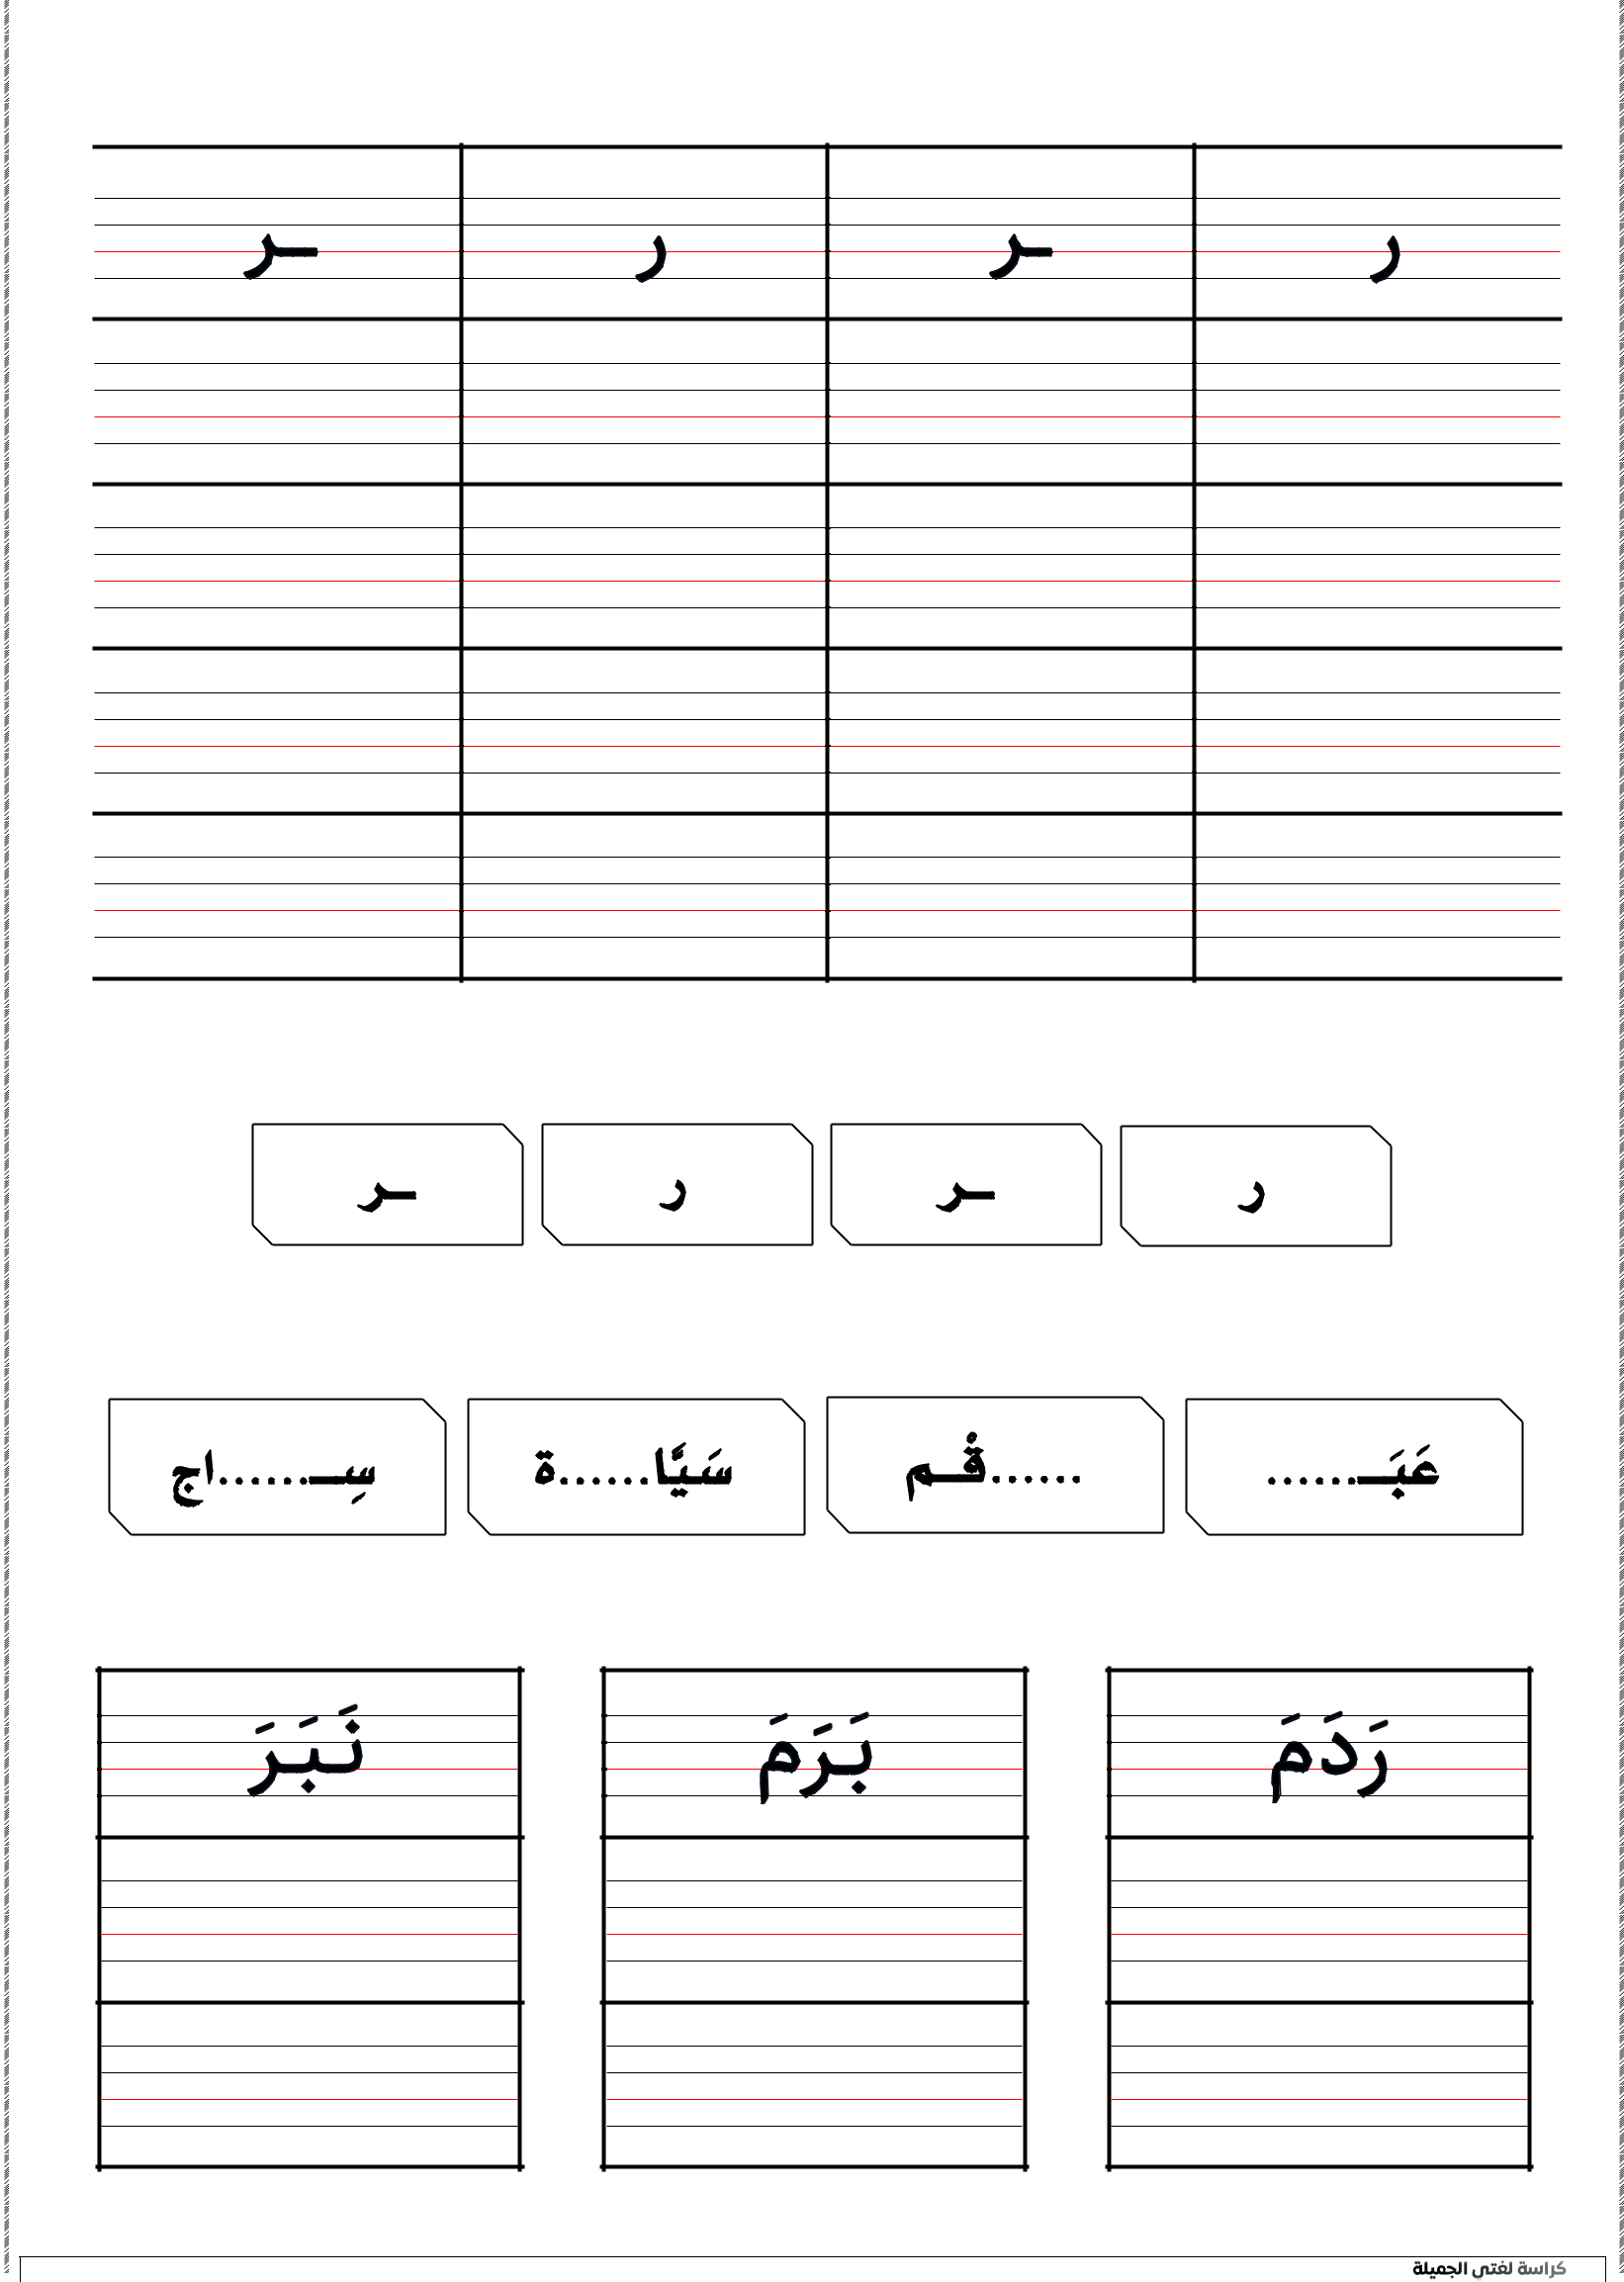 ر ـر ر ـر
ر ـر ر ـر
عَبَـ...... ......قْـم سَيَّا......ة سِـ......اج
رَدَمَ بَرَمَ نَبَرَ
كراسة لغتي الجميلة